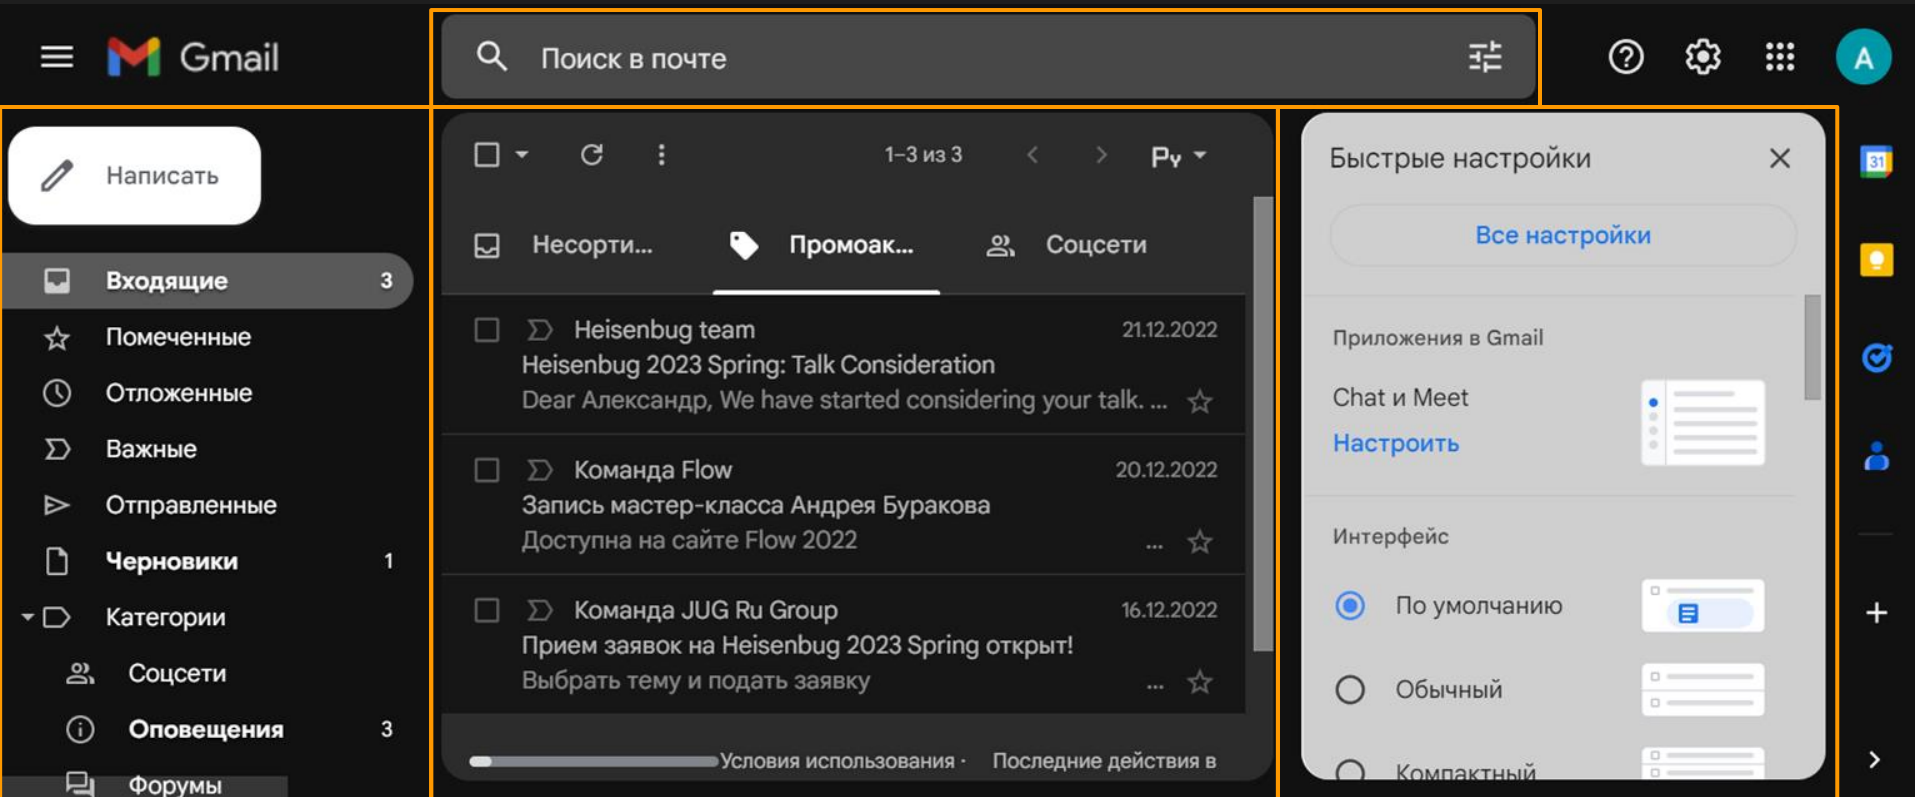 Gmail
Поиск в почте
A
Написать
Входящие 3
Помеченные
Отложенные
Важные
Отправленные
Черновики 1
Категории
Соцсети
Оповещения 3
Форумы
1–3 из 3
Ру
Несорти...
Промоак...
Соцсети
Heisenbug team 21.12.2022
Heisenbug 2023 Spring: Talk Consideration
Dear Александр, We have started considering your talk. ...
Команда Flow 20.12.2022
Запись мастер-класса Андрея Буракова
Доступна на сайте Flow 2022 ...
Команда JUG Ru Group 16.12.2022
Прием заявок на Heisenbug 2023 Spring открыт!
Выбрать тему и подать заявку ...
Условия использования · Последние действия в
Быстрые настройки
Все настройки
Приложения в Gmail
Chat и Meet
Настроить
Интерфейс
По умолчанию
Обычный
Компактный
31